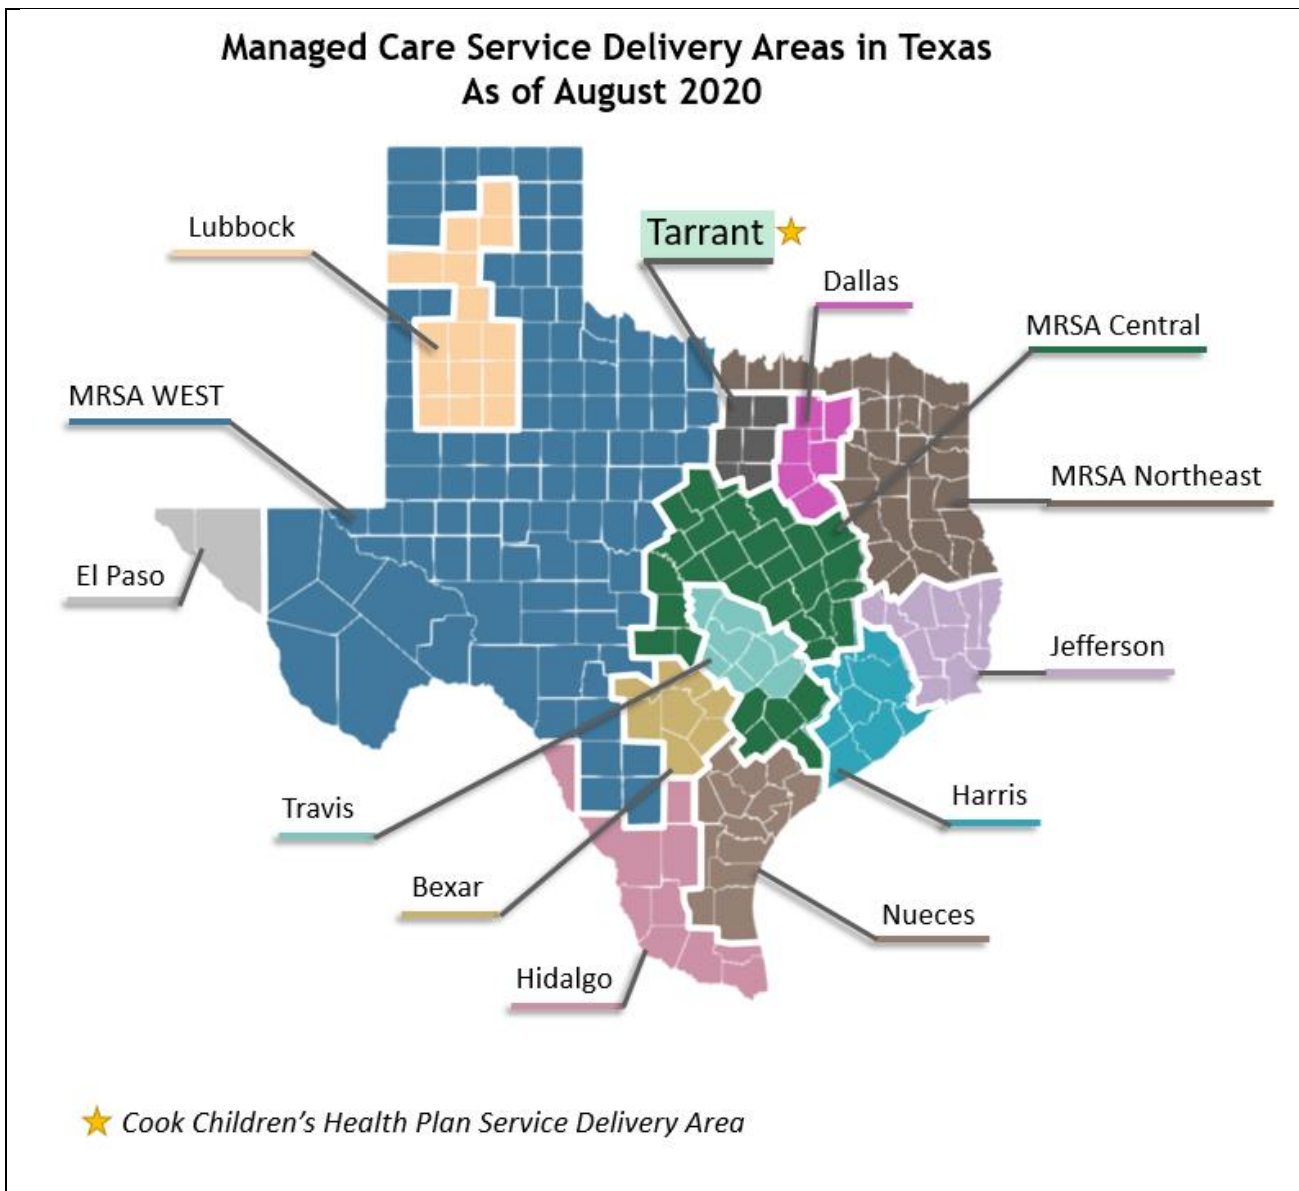 Managed Care Service Delivery Areas in Texas
As of August 2020
Lubbock
Tarrant
Dallas
MRSA Central
MRSA WEST
MRSA Northeast
El Paso
Jefferson
Travis
Harris
Bexar
Nueces
Hidalgo
Cook Children’s Health Plan Service Delivery Area